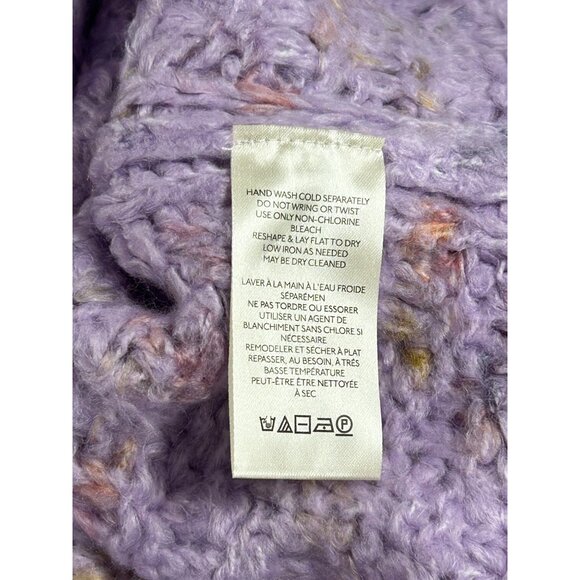 HAND WASH COLD SEPARATELY
DO NOT WRING OR TWIST
USE ONLY NON-CHLORINE
BLEACH
RESHAPE & LAY FLAT TO DRY
LOW IRON AS NEEDED
MAY BE DRY CLEANED
LAVER À LA MAIN À L'EAU FROIDE
SÉPARÉMEN
NE PAS TORDRE OU ESSORER
UTILISER UN AGENT DE
BLANCHIMENT SANS CHLORE SI
NÉCESSAIRE
REMODELER ET SÉCHER À PLAT
REPASSER, AU BESOIN, À TRÉS
BASSE TEMPÉRATURE
PEUT-ÊTRE ÊTRE NETTOYÉE
À SEC
P